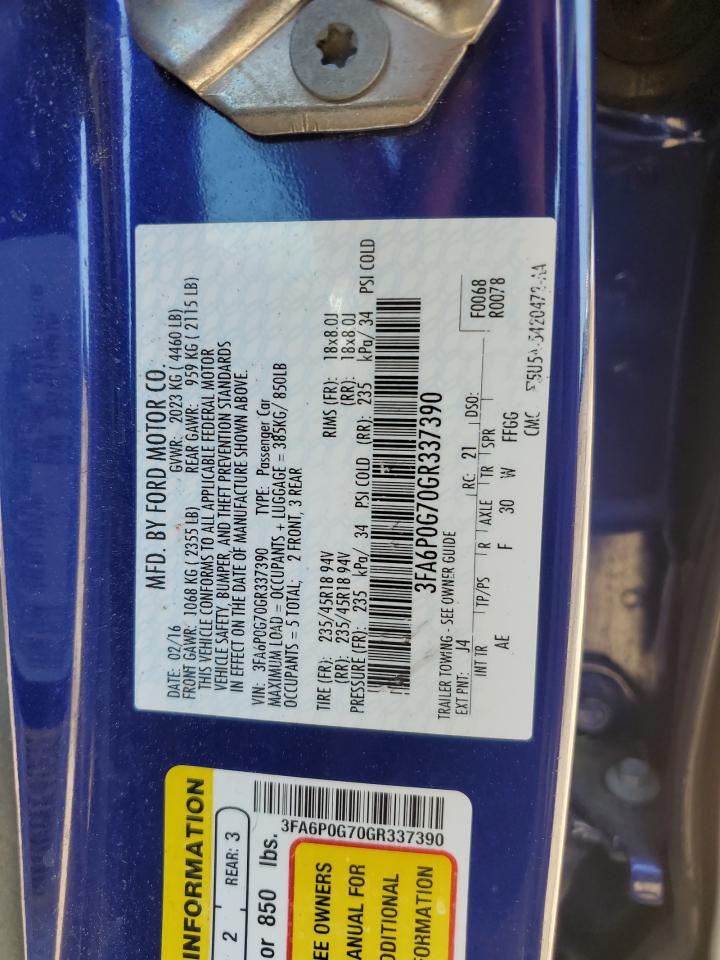 MFD. BY FORD MOTOR CO.
DATE: 02/16 GVWR: 2023 KG ( 4460 LB)
FRONT GAWR: 1068 KG ( 2355 LB) REAR GAWR: 959 KG ( 2115 LB)
THIS VEHICLE CONFORMS TO ALL APPLICABLE FEDERAL MOTOR
VEHICLE SAFETY, BUMPER, AND THEFT PREVENTION STANDARDS
IN EFFECT ON THE DATE OF MANUFACTURE SHOWN ABOVE.
VIN: 3FA6P0G70GR337390 TYPE: Passenger Car
MAXIMUM LOAD = OCCUPANTS + LUGGAGE = 385KG/ 850LB
OCCUPANTS = 5 TOTAL; 2 FRONT, 3 REAR
TIRE (FR): 235/45R18 94V RIMS (FR): 18x8.0J
(RR): 235/45R18 94V (RR): 18x8.0J
PRESSURE (FR): 235 kPa/ 34 PSI COLD (RR): 235 kPa/ 34 PSI COLD
3FA6P0G70GR337390
TRAILER TOWING - SEE OWNER GUIDE
F0068
R0078
EXT PNT: J4 RC: 21 DSO:
INT TR TP/PS R AXLE TR SPR
AE F 30 W FFGG
CMC
INFORMATION
2 REAR: 3
or 850 lbs.
3FA6P0G70GR337390
EE OWNERS
ANUAL FOR
DDITIONAL
FORMATION